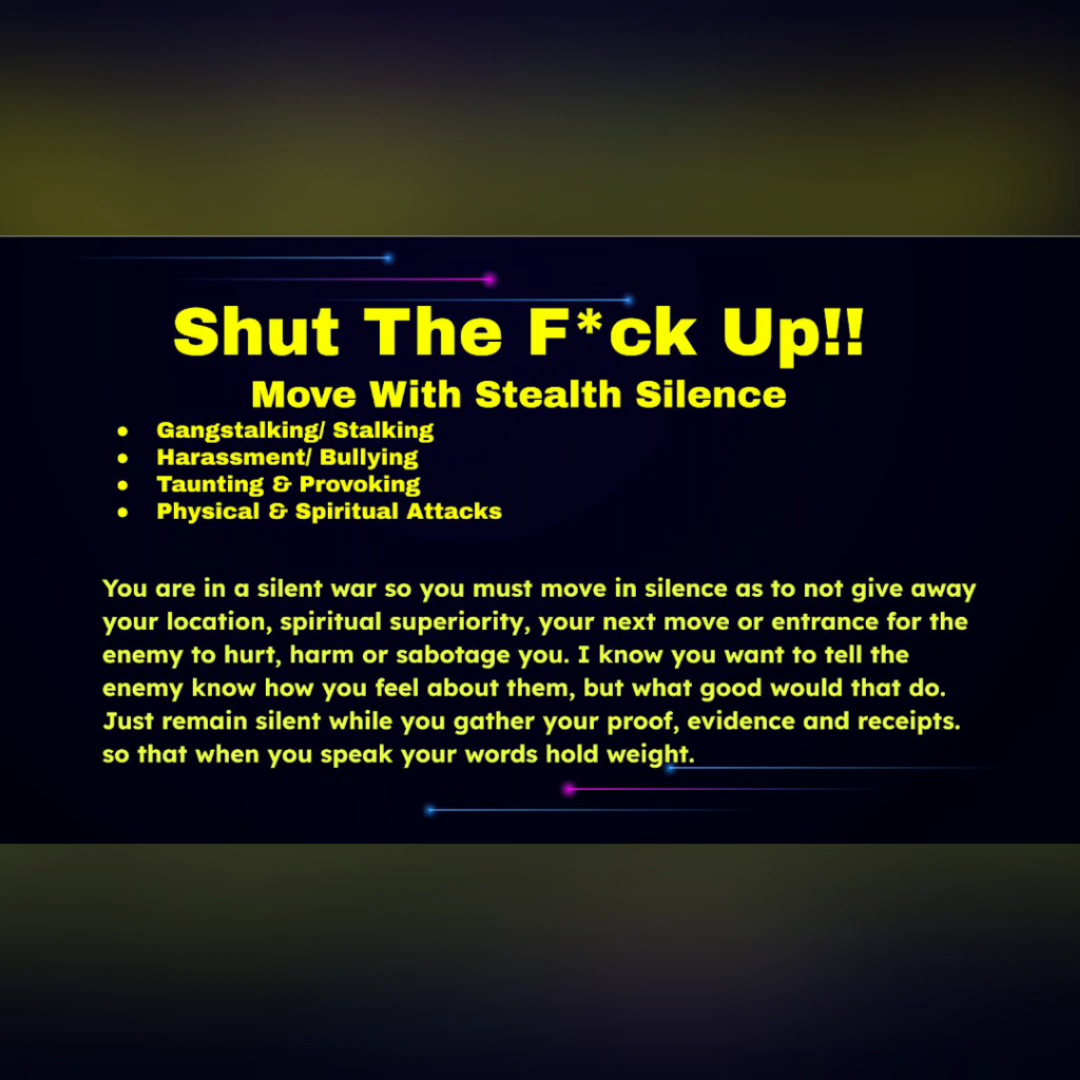 Shut The F*ck Up!!
Move With Stealth Silence
● Gangstalking/ Stalking
● Harassment/ Bullying
● Taunting & Provoking
● Physical & Spiritual Attacks
You are in a silent war so you must move in silence as to not give away
your location, spiritual superiority, your next move or entrance for the
enemy to hurt, harm or sabotage you. I know you want to tell the
enemy know how you feel about them, but what good would that do.
Just remain silent while you gather your proof, evidence and receipts.
so that when you speak your words hold weight.